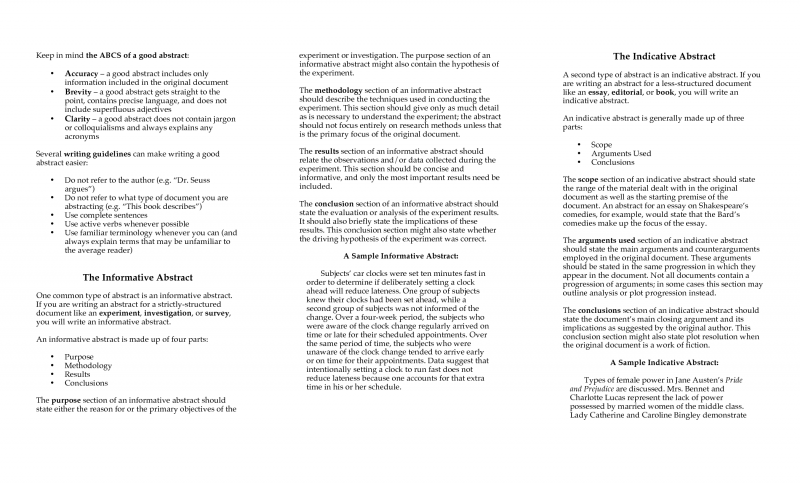 Keep in mind the ABCS of a good abstract:
• Accuracy – a good abstract includes only
information included in the original document
• Brevity – a good abstract gets straight to the
point, contains precise language, and does not
include superfluous adjectives
• Clarity – a good abstract does not contain jargon
or colloquialisms and always explains any
acronyms
Several writing guidelines can make writing a good
abstract easier:
• Do not refer to the author (e.g. “Dr. Seuss
argues”)
• Do not refer to what type of document you are
abstracting (e.g. “This book describes”)
• Use complete sentences
• Use active verbs whenever possible
• Use familiar terminology whenever you can (and
always explain terms that may be unfamiliar to
the average reader)
The Informative Abstract
One common type of abstract is an informative abstract.
If you are writing an abstract for a strictly-structured
document like an experiment, investigation, or survey,
you will write an informative abstract.
An informative abstract is made up of four parts:
• Purpose
• Methodology
• Results
• Conclusions
The purpose section of an informative abstract should
state either the reason for or the primary objectives of the
experiment or investigation. The purpose section of an
informative abstract might also contain the hypothesis of
the experiment.
The methodology section of an informative abstract
should describe the techniques used in conducting the
experiment. This section should give only as much detail
as is necessary to understand the experiment; the abstract
should not focus entirely on research methods unless that
is the primary focus of the original document.
The results section of an informative abstract should
relate the observations and/or data collected during the
experiment. This section should be concise and
informative, and only the most important results need be
included.
The conclusion section of an informative abstract should
state the evaluation or analysis of the experiment results.
It should also briefly state the implications of these
results. This conclusion section might also state whether
the driving hypothesis of the experiment was correct.
A Sample Informative Abstract:
Subjects’ car clocks were set ten minutes fast in
order to determine if deliberately setting a clock
ahead will reduce lateness. One group of subjects
knew their clocks had been set ahead, while a
second group of subjects was not informed of the
change. Over a four-week period, the subjects who
were aware of the clock change regularly arrived on
time or late for their scheduled appointments. Over
the same period of time, the subjects who were
unaware of the clock change tended to arrive early
or on time for their appointments. Data suggest that
intentionally setting a clock to run fast does not
reduce lateness because one accounts for that extra
time in his or her schedule.
The Indicative Abstract
A second type of abstract is an indicative abstract. If you
are writing an abstract for a less-structured document
like an essay, editorial, or book, you will write an
indicative abstract.
An indicative abstract is generally made up of three
parts:
• Scope
• Arguments Used
• Conclusions
The scope section of an indicative abstract should state
the range of the material dealt with in the original
document as well as the starting premise of the
document. An abstract for an essay on Shakespeare’s
comedies, for example, would state that the Bard’s
comedies make up the focus of the essay.
The arguments used section of an indicative abstract
should state the main arguments and counterarguments
employed in the original document. These arguments
should be stated in the same progression in which they
appear in the document. Not all documents contain a
progression of arguments; in some cases this section may
outline analysis or plot progression instead.
The conclusions section of an indicative abstract should
state the document’s main closing argument and its
implications as suggested by the original author. This
conclusion section might also state plot resolution when
the original document is a work of fiction.
A Sample Indicative Abstract:
Types of female power in Jane Austen’s Pride
and Prejudice are discussed. Mrs. Bennet and
Charlotte Lucas represent the lack of power
possessed by married women of the middle class.
Lady Catherine and Caroline Bingley demonstrate